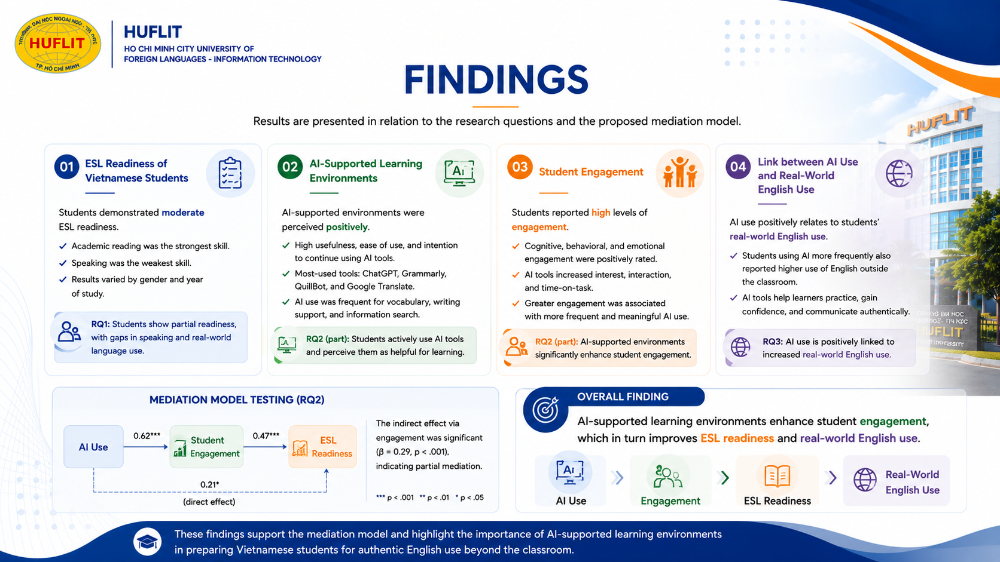 TRƯỜNG ĐẠI HỌC NGOẠI NGỮ - TIN HỌC
HUFLIT
TP. HỒ CHÍ MINH
HUFLIT
HO CHI MINH CITY UNIVERSITY OF
FOREIGN LANGUAGES - INFORMATION TECHNOLOGY
FINDINGS
Results are presented in relation to the research questions and the proposed mediation model.
HUFLIT
01
ESL Readiness of
Vietnamese Students
Students demonstrated moderate
ESL readiness.
✓ Academic reading was the strongest skill.
✓ Speaking was the weakest skill.
✓ Results varied by gender and year
of study.
RQ1: Students show partial readiness,
with gaps in speaking and real-world
language use.
02
AI-Supported Learning
Environments
Ai
AI-supported environments were
perceived positively.
✓ High usefulness, ease of use, and intention
to continue using AI tools.
✓ Most-used tools: ChatGPT, Grammarly,
QuillBot, and Google Translate.
✓ AI use was frequent for vocabulary, writing
support, and information search.
RQ2 (part): Students actively use AI tools
and perceive them as helpful for learning.
03
Student Engagement
Students reported high levels of
engagement.
✓ Cognitive, behavioral, and emotional
engagement were positively rated.
✓ AI tools increased interest, interaction,
and time-on-task.
✓ Greater engagement was associated
with more frequent and meaningful AI use.
RQ2 (part): AI-supported environments
significantly enhance student engagement.
04
Link between AI Use
and Real-World
English Use
AI use positively relates to students'
real-world English use.
✓ Students using AI more frequently also
reported higher use of English outside
the classroom.
✓ AI tools help learners practice, gain
confidence, and communicate authentically.
RQ3: AI use is positively linked to
increased real-world English use.
HUFLIT
MEDIATION MODEL TESTING (RQ2)
AI Use
0.62***
Student
Engagement
0.47***
ESL
Readiness
0.21*
(direct effect)
The indirect effect via
engagement was significant
(β = 0.29, p < .001),
indicating partial mediation.
*** p < .001 ** p < .01 * p < .05
OVERALL FINDING
AI-supported learning environments enhance student engagement,
which in turn improves ESL readiness and real-world English use.
Ai
AI Use
Engagement
ESL Readiness
Real-World
English Use
These findings support the mediation model and highlight the importance of AI-supported learning environments
in preparing Vietnamese students for authentic English use beyond the classroom.